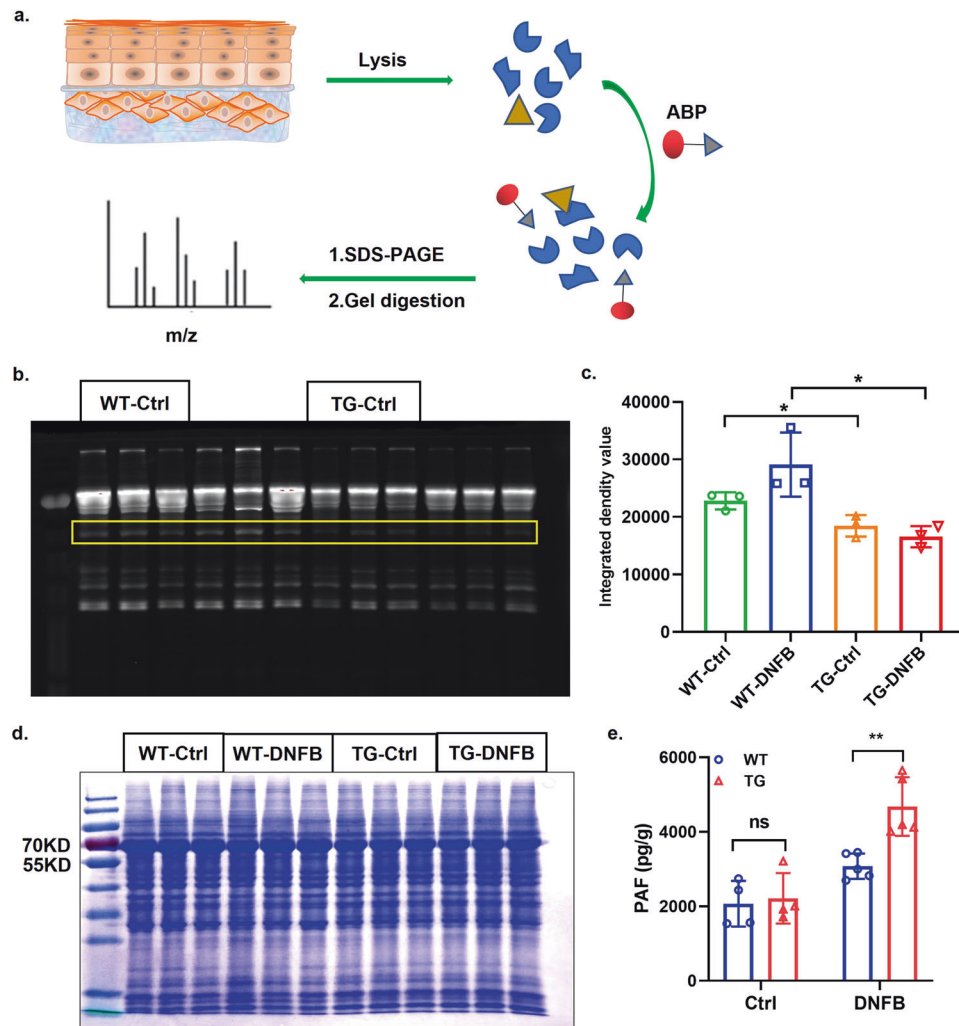 a.
Lysis
ABP
1.SDS-PAGE
2.Gel digestion
m/z
b.
WT-Ctrl
TG-Ctrl
c.
*
*
40000
30000
20000
10000
0
Integrated dendity value
WT-Ctrl
WT-DNFB
TG-Ctrl
TG-DNFB
d.
WT-Ctrl
WT-DNFB
TG-Ctrl
TG-DNFB
70KD
55KD
e.
WT
TG
**
ns
6000
4000
2000
0
PAF (pg/g)
Ctrl
DNFB